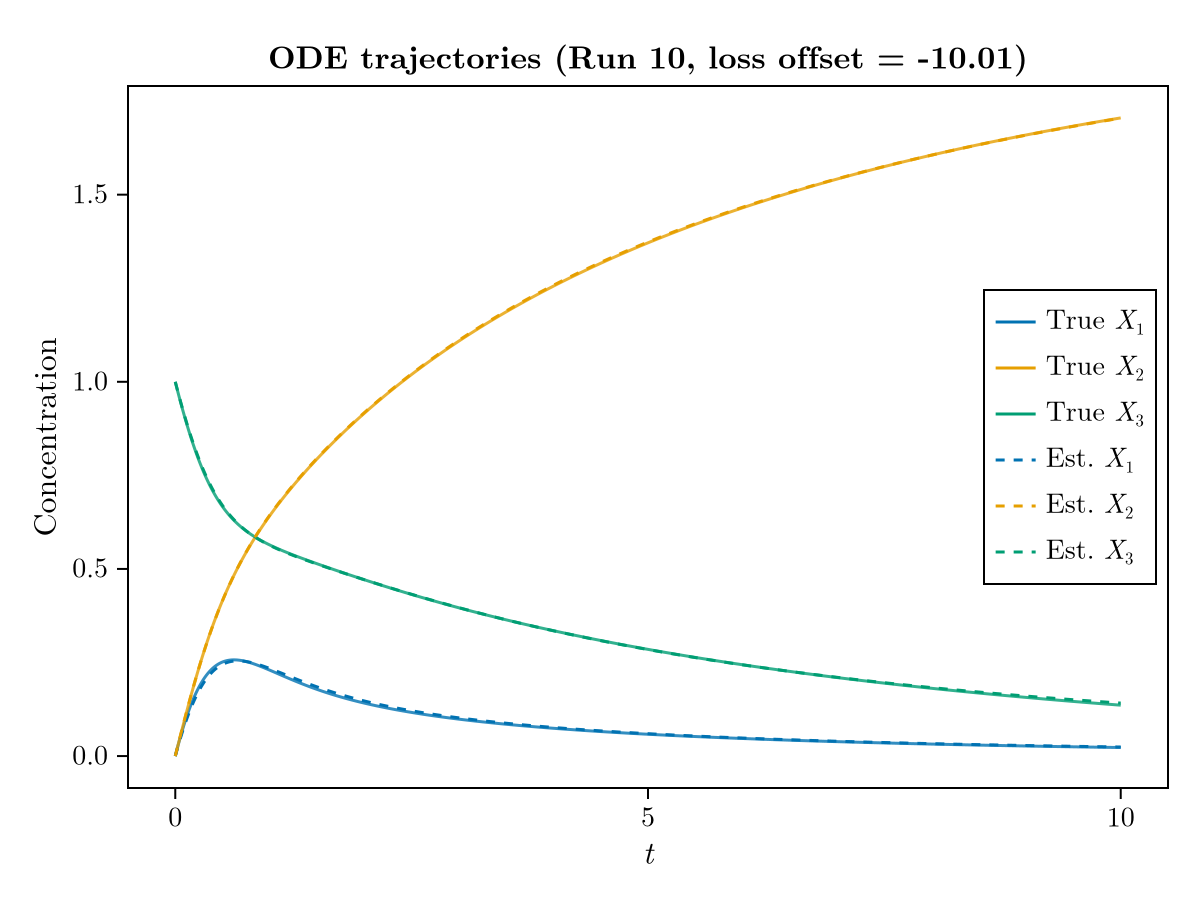 ODE trajectories (Run 10, loss offset = -10.01)
Concentration
1.5
1.0
0.5
0.0
True X₁
True X₂
True X₃
Est. X₁
Est. X₂
Est. X₃
0 5 10
t